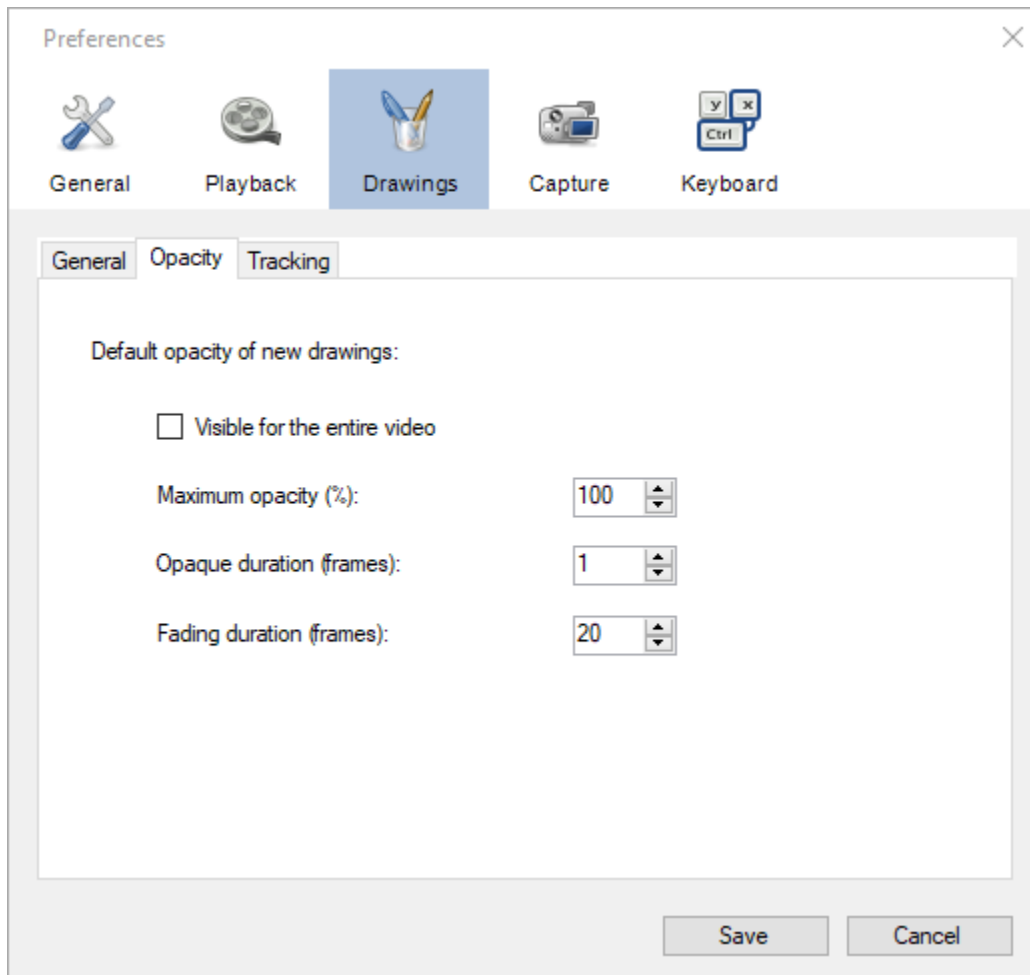 Preferences
y x
Ctrl
General Playback Drawings Capture Keyboard
General Opacity Tracking
Default opacity of new drawings:
Visible for the entire video
Maximum opacity (%): 100
Opaque duration (frames): 1
Fading duration (frames): 20
Save Cancel